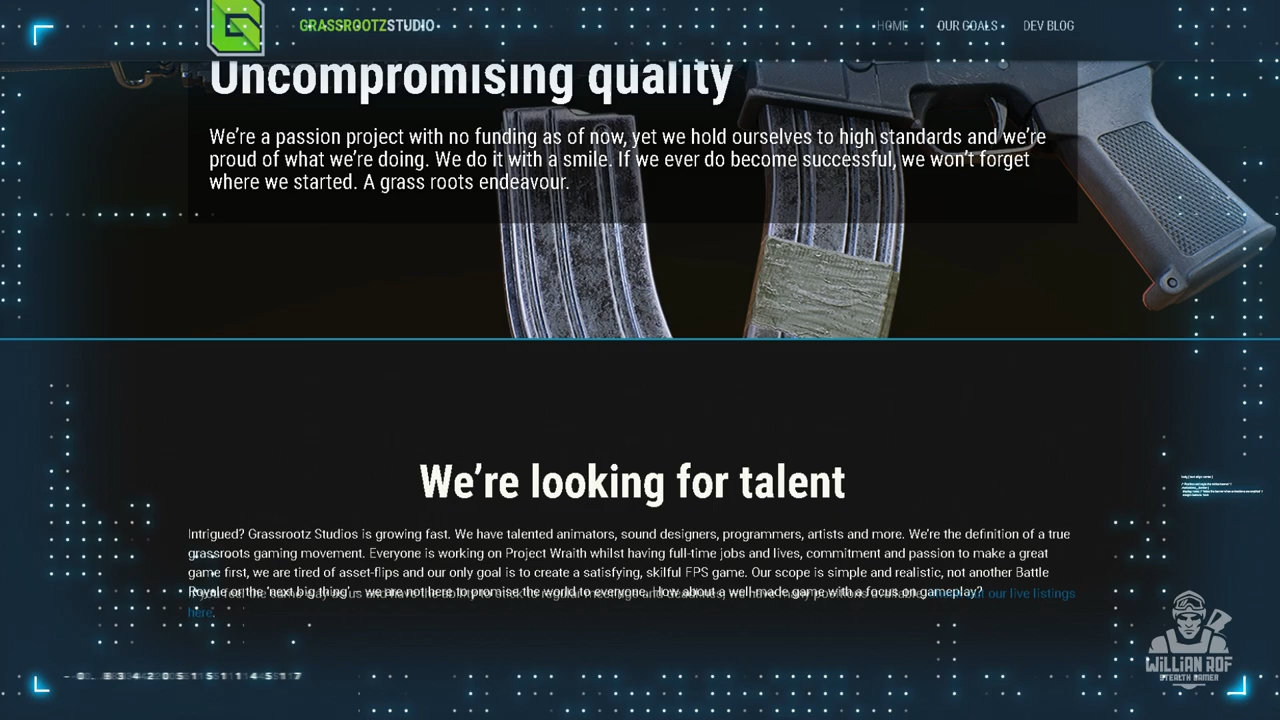 GRASSROOTZSTUDIO
HOME OUR GOALS DEV BLOG
Uncompromising quality
We're a passion project with no funding as of now, yet we hold ourselves to high standards and we're
proud of what we're doing. We do it with a smile. If we ever do become successful, we won't forget
where we started. A grass roots endeavour.
We're looking for talent
Intrigued? Grassrootz Studios is growing fast. We have talented animators, sound designers, programmers, artists and more. We're the definition of a true
grassroots gaming movement. Everyone is working on Project Wraith whilst having full-time jobs and lives, commitment and passion to make a great
game first, we are tired of asset-flips and our only goal is to create a satisfying, skilful FPS game. Our scope is simple and realistic, not another Battle
Royale or the 'next big thing' - we are not here to promise the world to everyone. How about a well-made game with a focus on gameplay?
our live listings
here.
WILLIAN ROF
STEALTH GAMER